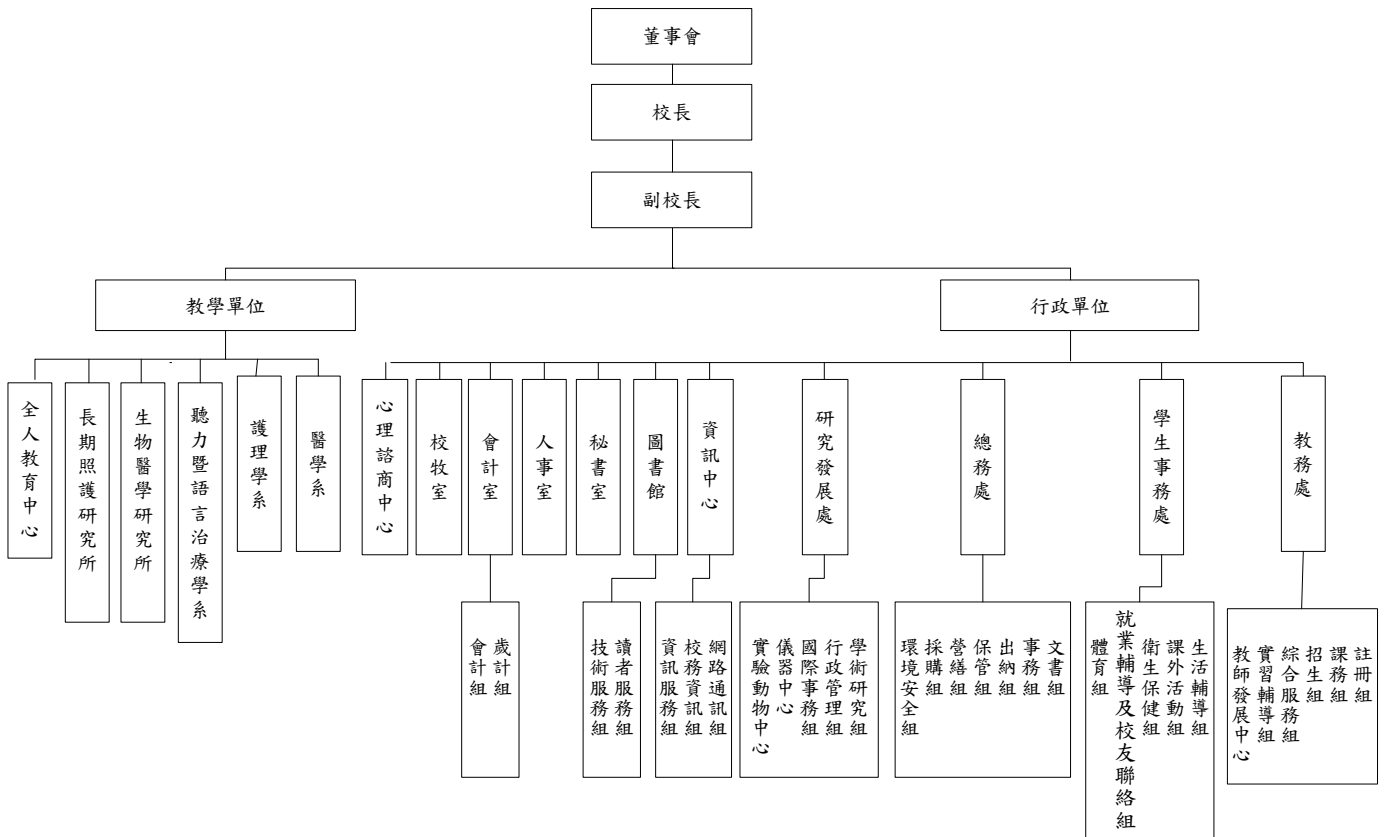 董事會
校長
副校長
教學單位
行政單位
全人教育中心
長期照護研究所
生物醫學研究所
聽力暨語言治療學系
護理學系
醫學系
心理諮商中心
校牧室
會計室
人事室
秘書室
圖書館
資訊中心
研究發展處
總務處
學生事務處
教務處
歲計組
會計組
讀者服務組
技術服務組
網路通訊組
校務資訊組
資訊服務組
學術研究組
行政管理組
國際事務組
儀器中心
實驗動物中心
文書組
事務組
出納組
保管組
營繕組
採購組
環境安全組
生活輔導組
課外活動組
衛生保健組
就業輔導及校友聯絡組
體育組
註冊組
課務組
招生組
綜合服務組
實習輔導組
教師發展中心